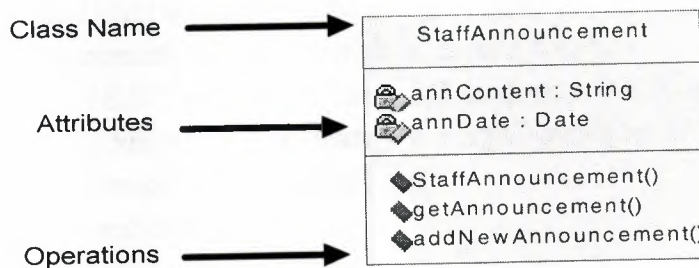 Class Name
StaffAnnouncement
Attributes
annContent : String
annDate : Date
Operations
StaffAnnouncement()
getAnnouncement()
addNewAnnouncement()